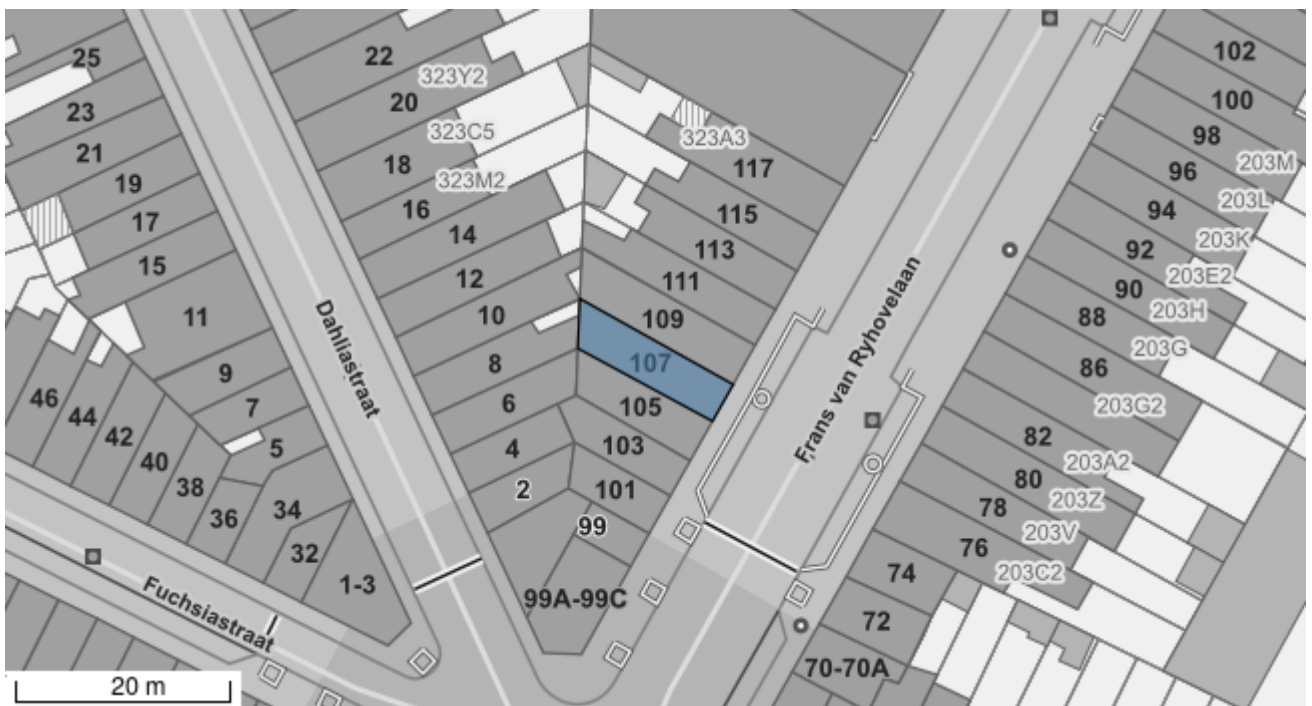 25
23
21
19
17
15
11
9
7
5
46
44
42
40
38
36
34
32
1-3
22
323Y2
20
323C5
18
323M2
16
14
12
10
8
6
4
2
99
99A-99C
323A3
117
115
113
111
109
107
105
103
101
Dahliastraat
Frans van Ryhovelaan
Fuchsiastraat
102
100
98
203M
96
203L
94
203K
92
203E2
90
203H
88
203G
86
203G2
82
203A2
80
203Z
78
203V
76
203C2
74
72
70-70A
20 m